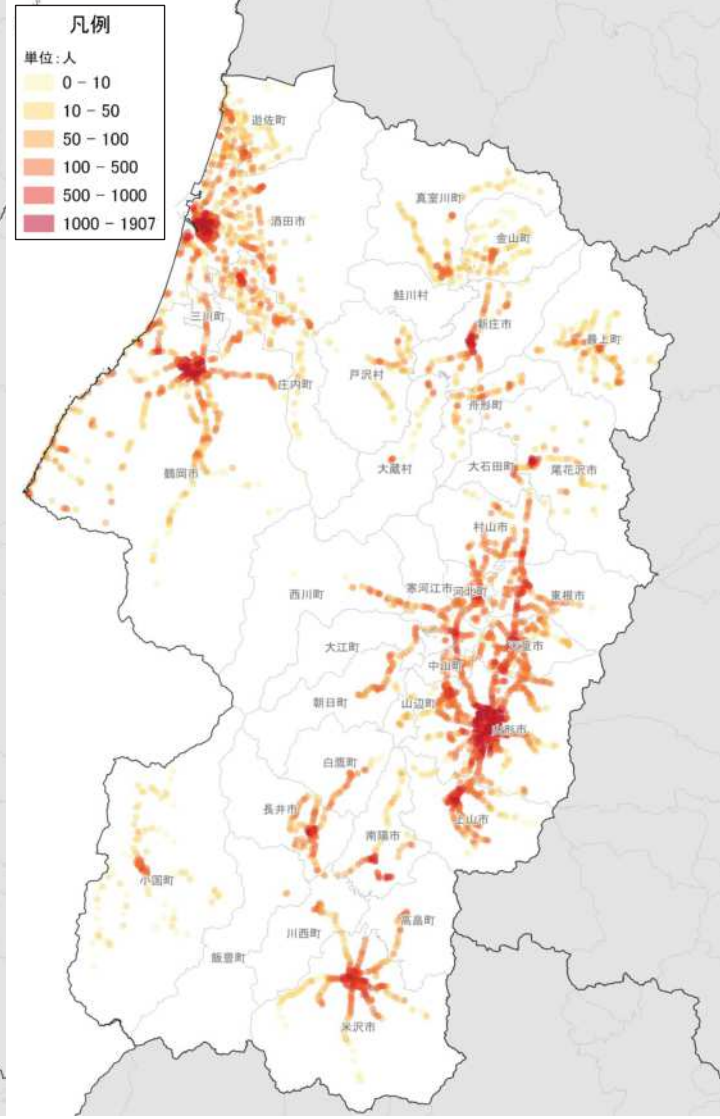 凡例
単位：人
0 - 10
10 - 50
50 - 100
100 - 500
500 - 1000
1000 - 1907
遊佐町
酒田市
真室川町
金山町
鮭川村
三川町
新庄市
最上町
戸沢村
庄内町
舟形町
鶴岡市
大蔵村
大石田町
尾花沢市
村山市
西川町
寒河江市
河北町
東根市
大江町
天童市
中山町
朝日町
山辺町
山形市
白鷹町
長井市
上山市
南陽市
小国町
川西町
高畠町
飯豊町
米沢市